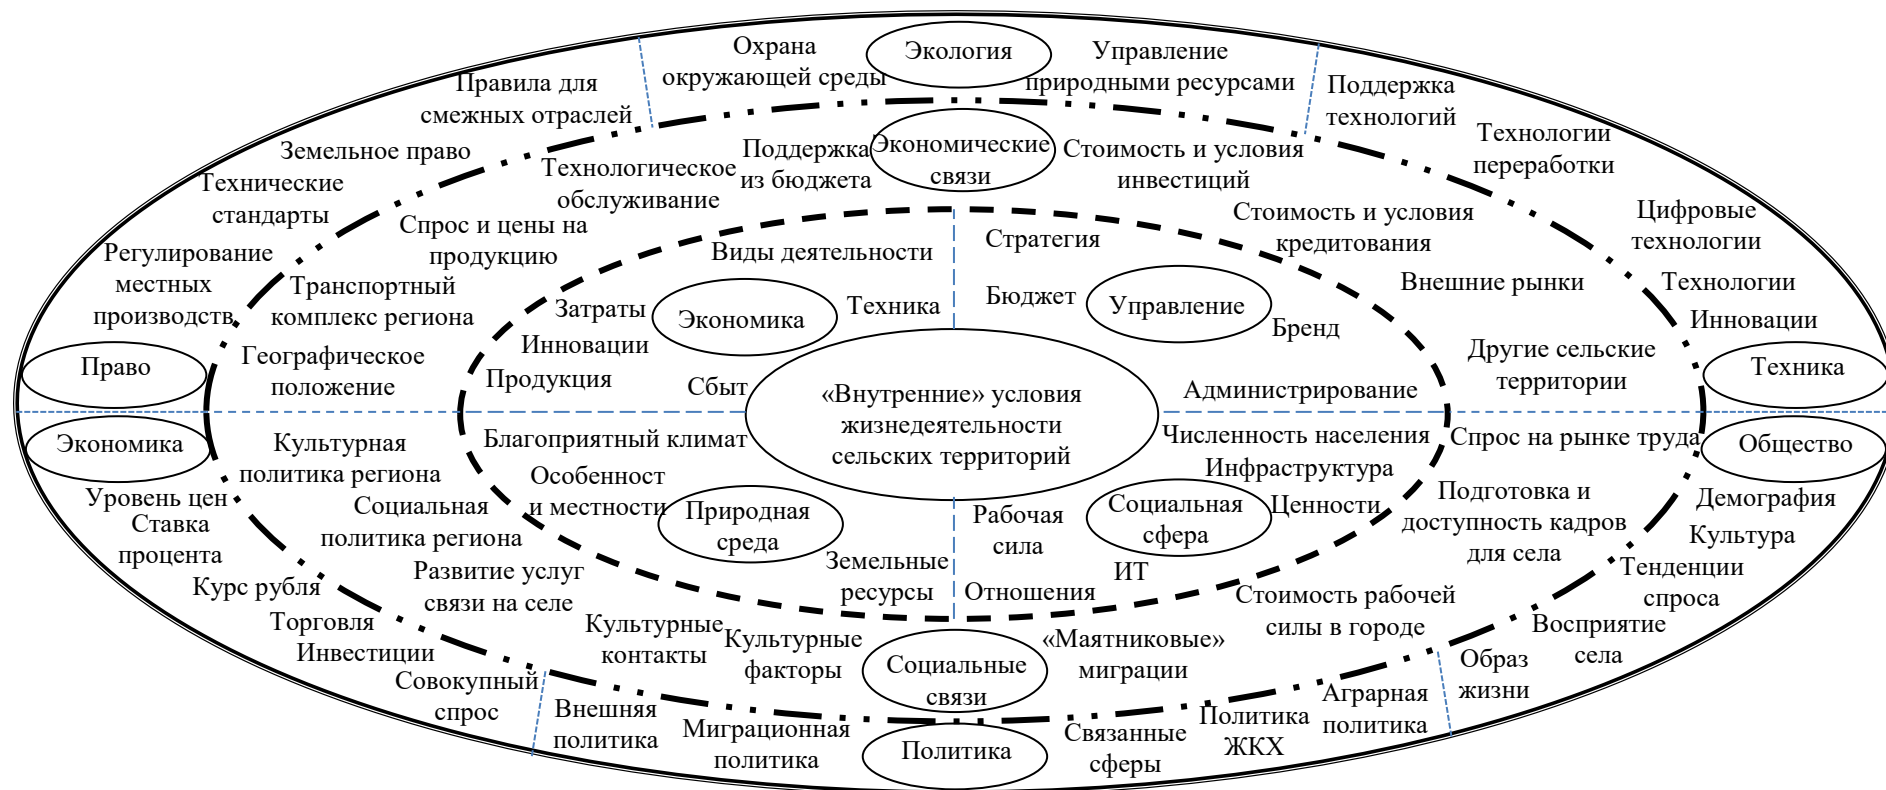 Охрана
окружающей среды
Экология
Управление
природными ресурсами
Правила для
смежных отраслей
Поддержка
технологий
Земельное право
Технологии
переработки
Технические
стандарты
Цифровые
технологии
Регулирование
местных
производств
Технологии
Инновации
Право
Техника
Технологическое
обслуживание
Поддержка
из бюджета
Экономические
связи
Стоимость и условия
инвестиций
Спрос и цены на
продукцию
Стоимость и условия
кредитования
Транспортный
комплекс региона
Внешние рынки
Географическое
положение
Другие сельские
территории
Виды деятельности
Затраты
Экономика
Техника
Инновации
Продукция
Сбыт
Стратегия
Бюджет
Управление
Бренд
Администрирование
«Внутренние» условия
жизнедеятельности
сельских территорий
Благоприятный климат
Особенност
и местности
Природная
среда
Земельные
ресурсы
Численность населения
Инфраструктура
Рабочая
сила
Социальная
сфера
Ценности
ИТ
Отношения
Культурная
политика региона
Социальная
политика региона
Развитие услуг
связи на селе
Культурные
контакты
Культурные
факторы
Социальные
связи
«Маятниковые»
миграции
Стоимость рабочей
силы в городе
Подготовка и
доступность кадров
для села
Спрос на рынке труда
Экономика
Уровень цен
Ставка
процента
Курс рубля
Торговля
Инвестиции
Совокупный
спрос
Внешняя
политика
Миграционная
политика
Политика
Связанные
сферы
Политика
ЖКХ
Аграрная
политика
Общество
Демография
Культура
Тенденции
спроса
Восприятие
села
Образ
жизни